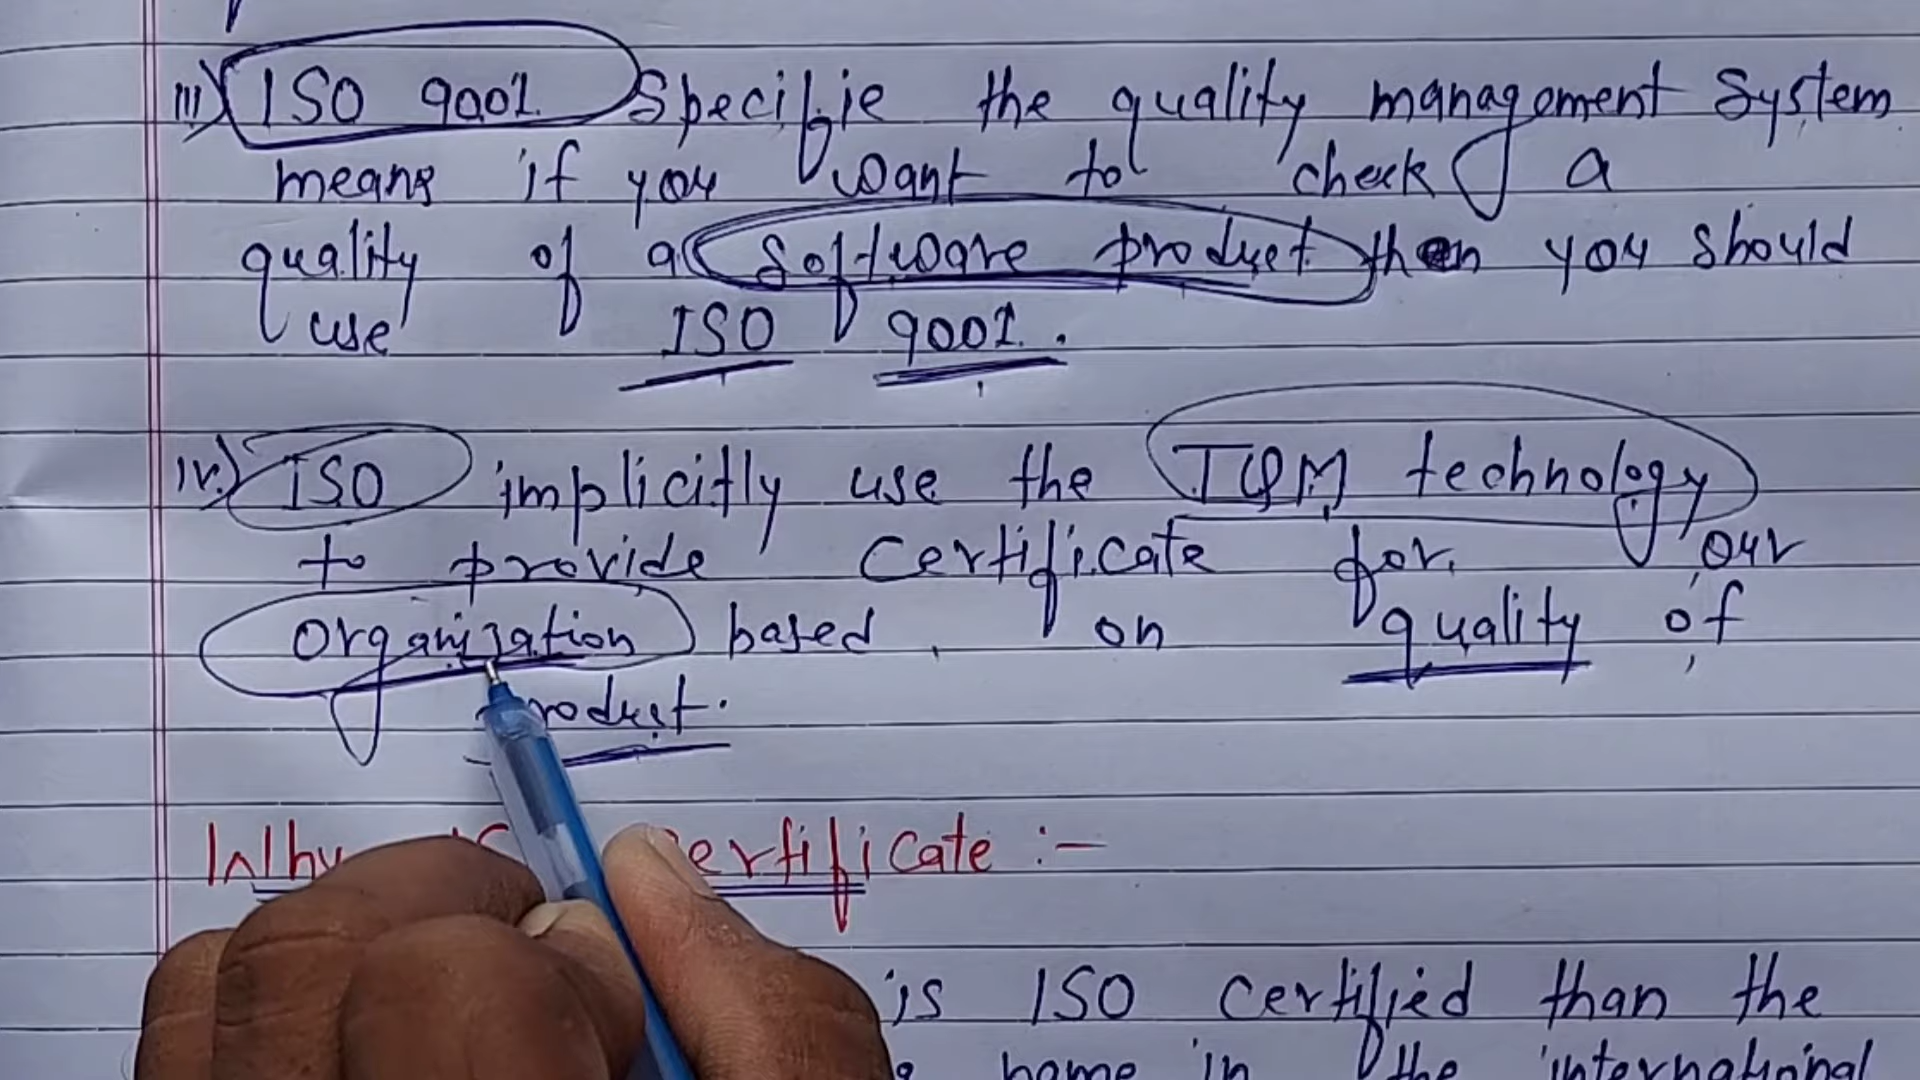 III) ISO 9001 Specifie the quality management System
means if you want to check a
quality of a software product then you should
use ISO 9001.
IV.) ISO implicitly use the TQM technology
to provide Certificate for our
Organization based on quality of
product.
Why Certificate :-
is ISO Certified than the
name in the international